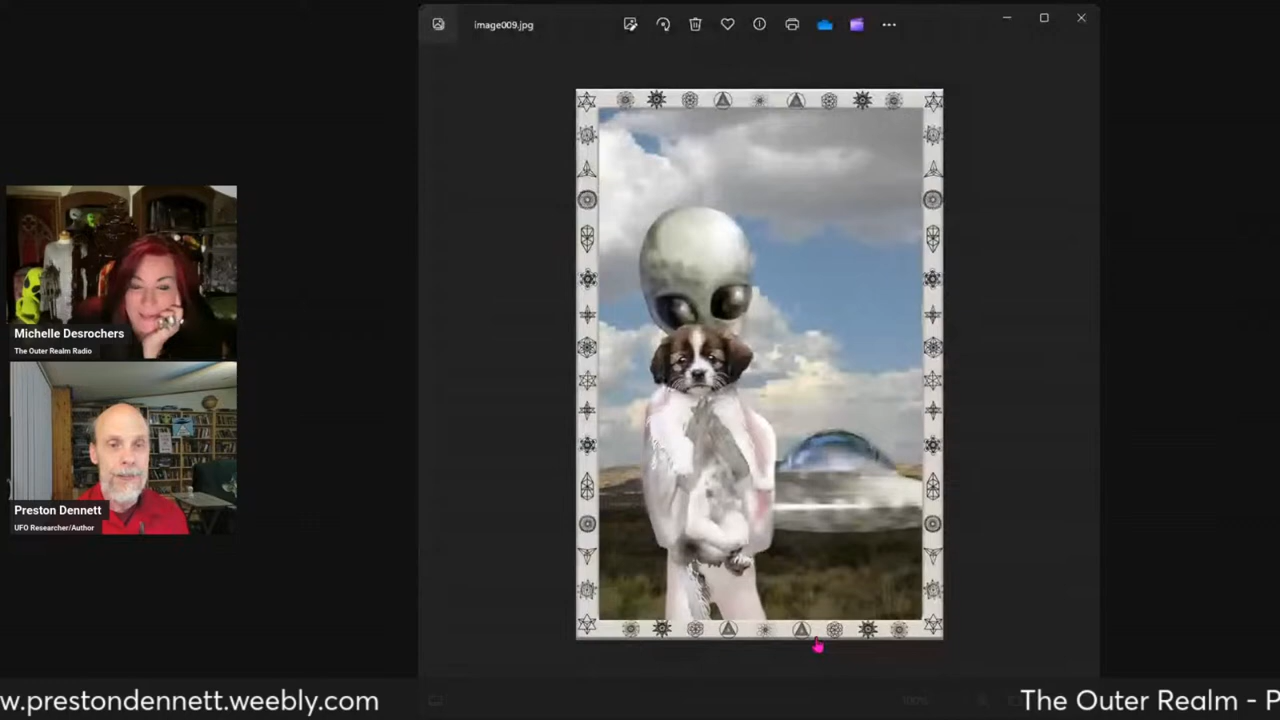 image009.jpg
Michelle Desrochers
The Outer Realm Radio
Preston Dennett
UFO Researcher/Author
w.prestondennett.weebly.com
The Outer Realm - P